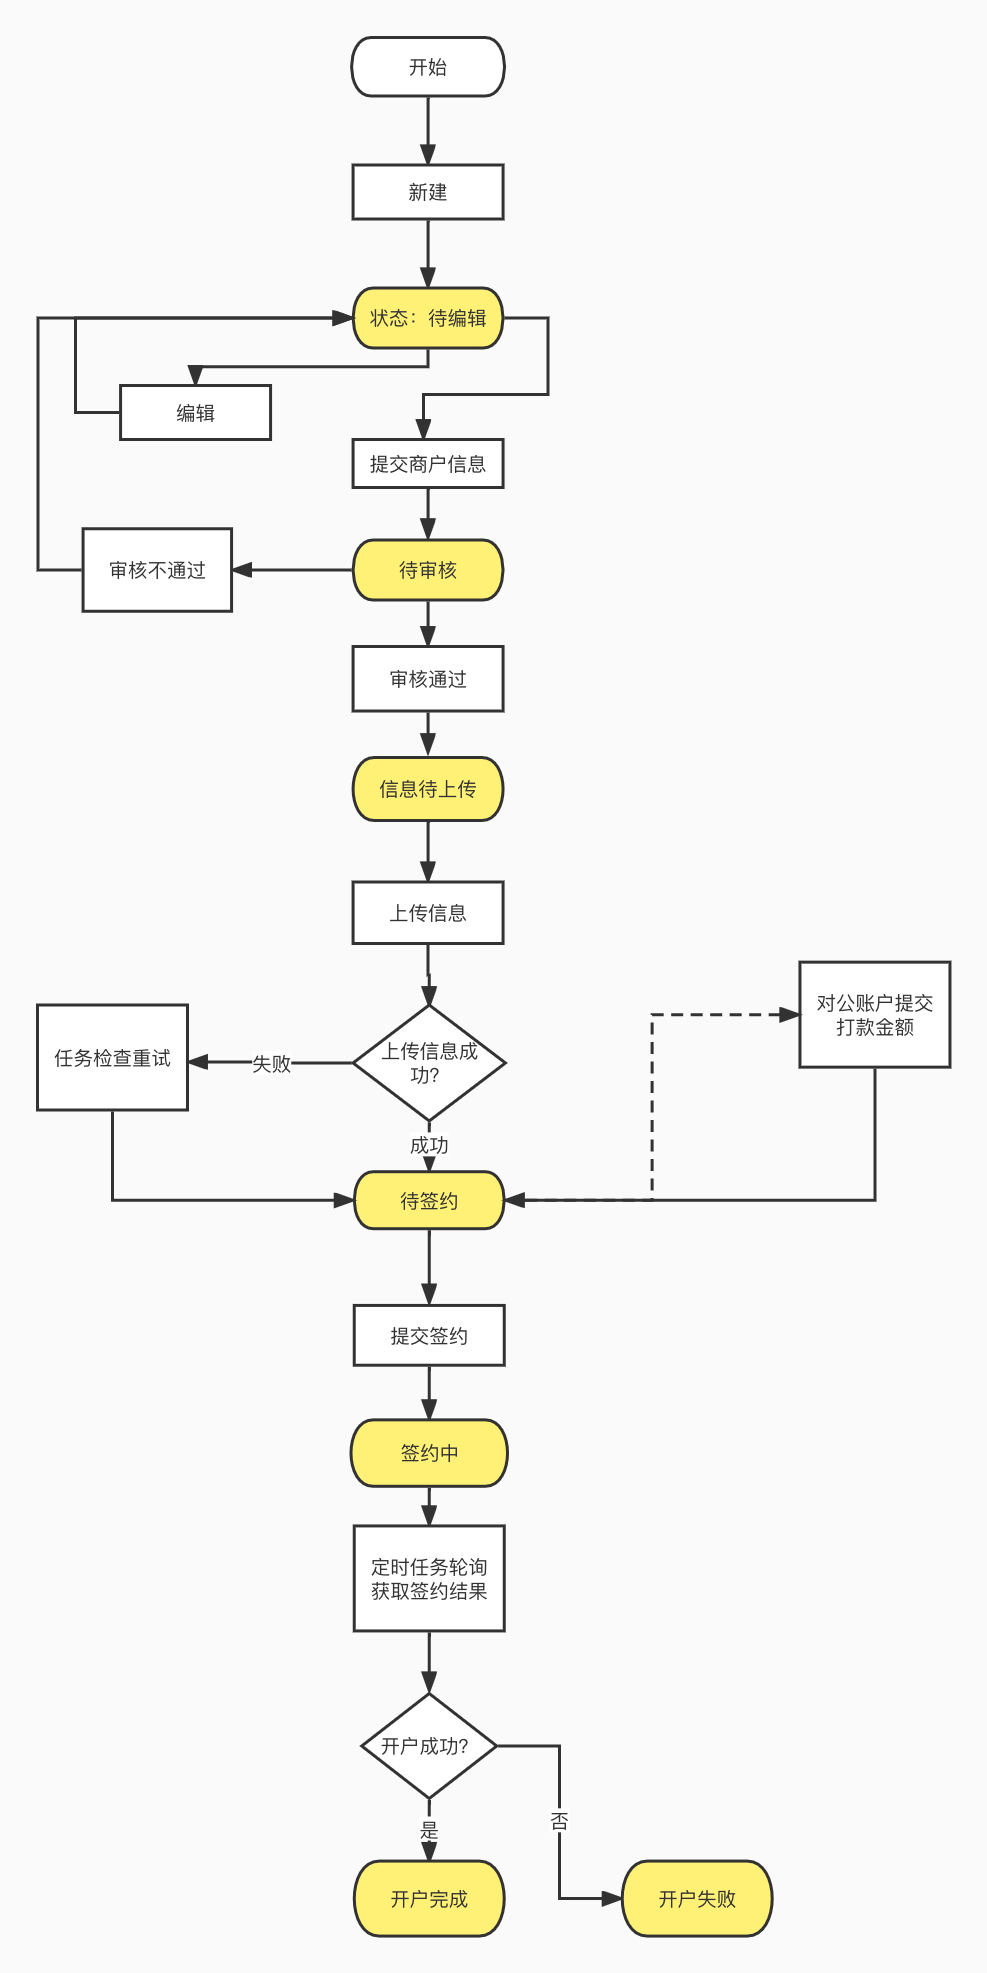 开始
新建
状态：待编辑
编辑
提交商户信息
审核不通过
待审核
审核通过
信息待上传
上传信息
对公账户提交
打款金额
任务检查重试
失败
上传信息成
功?
成功
待签约
提交签约
签约中
定时任务轮询
获取签约结果
开户成功?
否
是
开户完成
开户失败